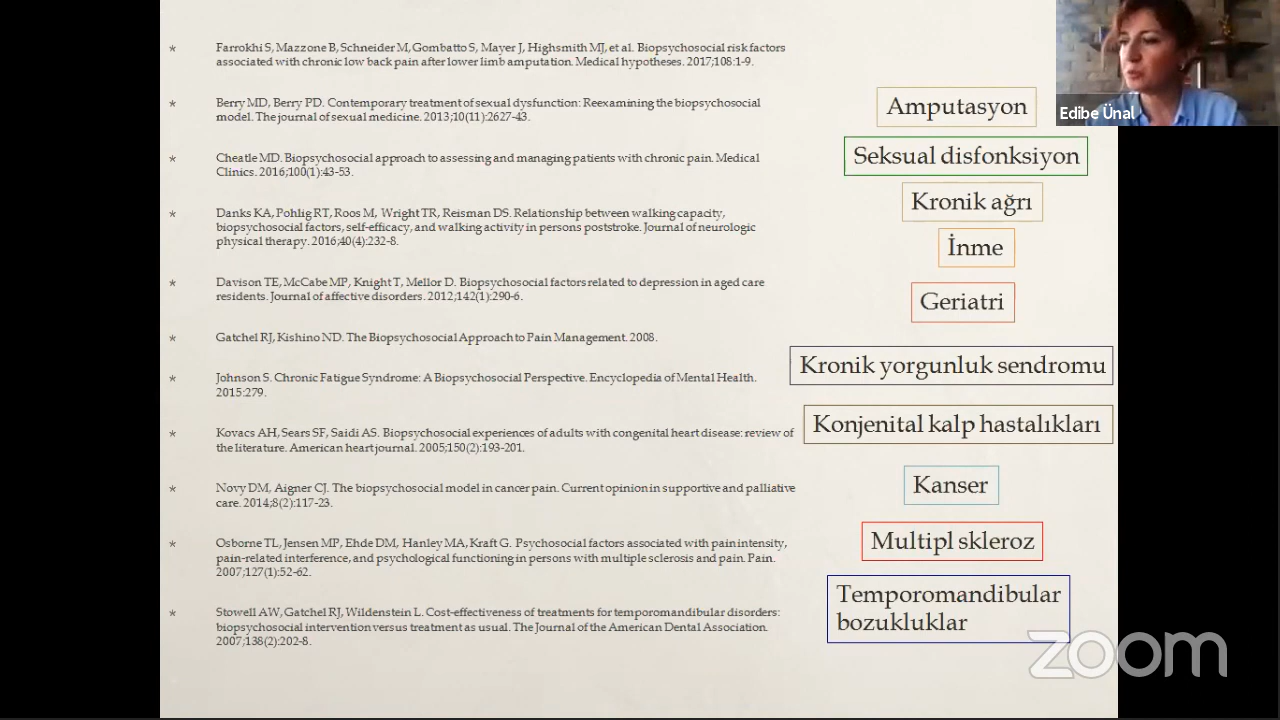 * Farrokhi S, Mazzone B, Schneider M, Gombatto S, Mayer J, Highsmith MJ, et al. Biopsychosocial risk factors
associated with chronic low back pain after lower limb amputation. Medical hypotheses. 2017;108:1-9.
Amputasyon
* Berry MD, Berry PD. Contemporary treatment of sexual dysfunction: Reexamining the biopsychosocial
model. The journal of sexual medicine. 2013;10(11):2627-43.
Seksual disfonksiyon
* Cheatle MD. Biopsychosocial approach to assessing and managing patients with chronic pain. Medical
Clinics. 2016;100(1):43-53.
Kronik ağrı
* Danks KA, Pohlig RT, Roos M, Wright TR, Reisman DS. Relationship between walking capacity,
biopsychosocial factors, self-efficacy, and walking activity in persons poststroke. Journal of neurologic
physical therapy. 2016;40(4):232-8.
İnme
* Davison TE, McCabe MP, Knight T, Mellor D. Biopsychosocial factors related to depression in aged care
residents. Journal of affective disorders. 2012;142(1):290-6.
Geriatri
* Gatchel RJ, Kishino ND. The Biopsychosocial Approach to Pain Management. 2008.
* Johnson S. Chronic Fatigue Syndrome: A Biopsychosocial Perspective. Encyclopedia of Mental Health.
2015:279.
Kronik yorgunluk sendromu
* Kovacs AH, Sears SF, Saidi AS. Biopsychosocial experiences of adults with congenital heart disease: review of
the literature. American heart journal. 2005;150(2):193-201.
Konjenital kalp hastalıkları
* Novy DM, Aigner CJ. The biopsychosocial model in cancer pain. Current opinion in supportive and palliative
care. 2014;8(2):117-23.
Kanser
* Osborne TL, Jensen MP, Ehde DM, Hanley MA, Kraft G. Psychosocial factors associated with pain intensity,
pain-related interference, and psychological functioning in persons with multiple sclerosis and pain. Pain.
2007;127(1):52-62.
Multipl skleroz
* Stowell AW, Gatchel RJ, Wildenstein L. Cost-effectiveness of treatments for temporomandibular disorders:
biopsychosocial intervention versus treatment as usual. The Journal of the American Dental Association.
2007;138(2):202-8.
Temporomandibular
bozukluklar
Edibe Ünal
zoom